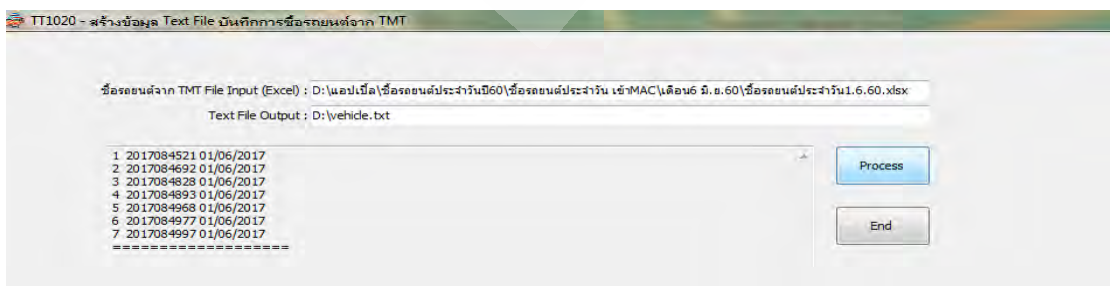 TT1020 - สร้างข้อมูล Text File บันทึกการซื้อรถยนต์จาก TMT
ซื้อรถยนต์จาก TMT File Input (Excel) : D:\แอปเปิ้ล\ซื้อรถยนต์ประจำวันปี60\ซื้อรถยนต์ประจำวัน เข้าMAC\เดือน6 มิ.ย.60\ซื้อรถยนต์ประจำวัน1.6.60.xlsx
Text File Output : D:\vehicle.txt
1 2017084521 01/06/2017
2 2017084692 01/06/2017
3 2017084828 01/06/2017
4 2017084893 01/06/2017
5 2017084968 01/06/2017
6 2017084977 01/06/2017
7 2017084997 01/06/2017
===================
Process
End